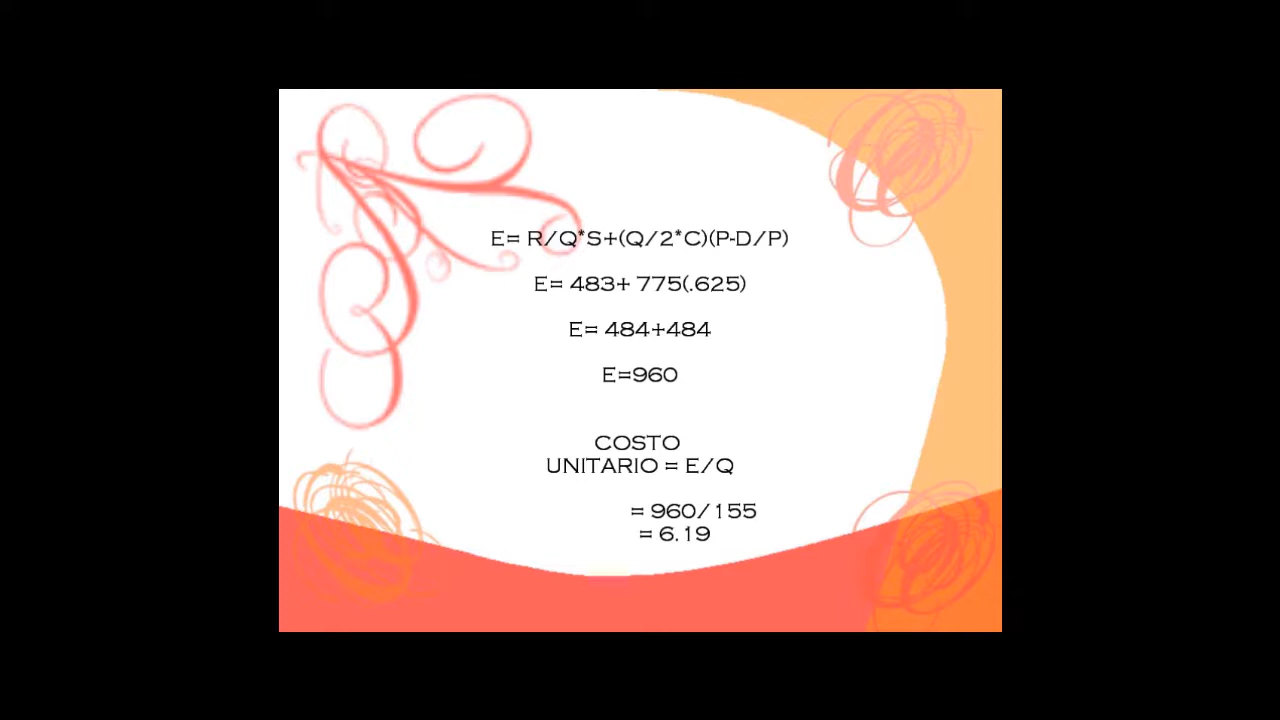 E= R/Q*S+(Q/2*C)(P-D/P)
E= 483+ 775(.625)
E= 484+484
E=960
COSTO
UNITARIO = E/Q
= 960/155
= 6.19